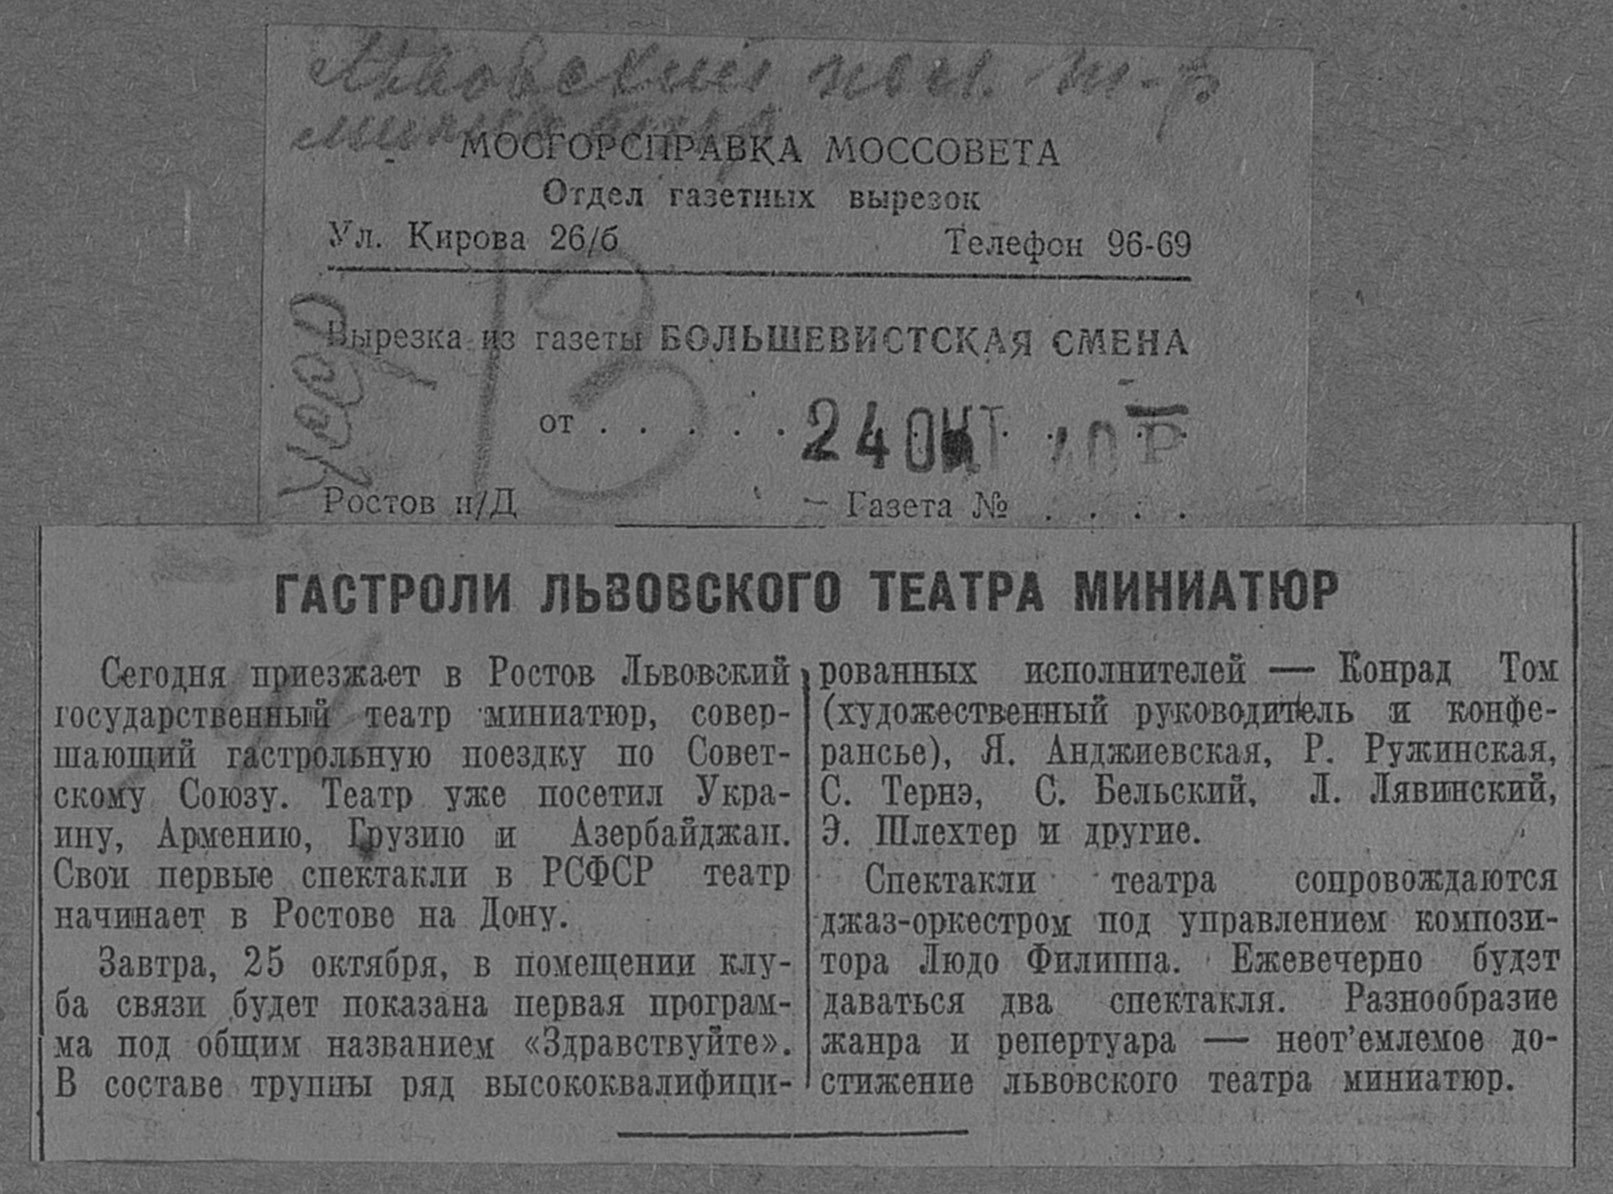 Львовский пол. т-р
миниатюр
МОСГОРСПРАВКА МОССОВЕТА
Отдел газетных вырезок
Ул. Кирова 26/б Телефон 96-69
Вырезка из газеты БОЛЬШЕВИСТСКАЯ СМЕНА
от . . . . . 24 ОКТ 40 Р
Ростов н/Д — Газета № . . . .
13
ГАСТРОЛИ ЛЬВОВСКОГО ТЕАТРА МИНИАТЮР
Сегодня приезжает в Ростов Львовский
государственный театр миниатюр, совер-
шающий гастрольную поездку по Совет-
скому Союзу. Театр уже посетил Укра-
ину, Армению, Грузию и Азербайджан.
Свои первые спектакли в РСФСР театр
начинает в Ростове на Дону.
Завтра, 25 октября, в помещении клу-
ба связи будет показана первая програм-
ма под общим названием «Здравствуйте».
В составе труппы ряд высококвалифици-
рованных исполнителей — Конрад Том
(художественный руководитель и конфе-
рансье), Я. Анджиевская, Р. Ружинская,
С. Тернэ, С. Бельский, Л. Лявинский,
Э. Шлехтер и другие.
Спектакли театра сопровождаются
джаз-оркестром под управлением компози-
тора Людо Филиппа. Ежевечерно будет
даваться два спектакля. Разнообразие
жанра и репертуара — неот'емлемое до-
стижение львовского театра миниатюр.